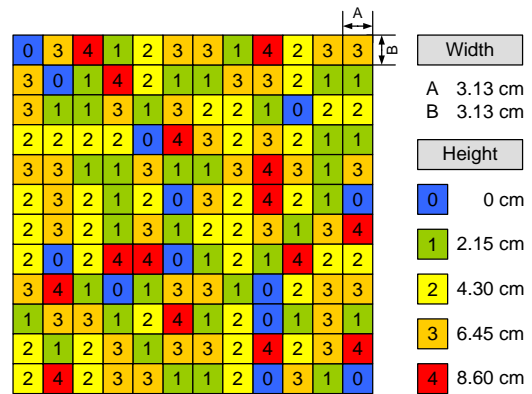 A
0 3 4 1 2 3 3 1 4 2 3 3
B
3 0 1 4 2 1 1 3 3 2 1 1
3 1 1 3 1 3 2 2 1 0 2 2
2 2 2 2 0 4 3 2 3 2 1 1
3 3 1 1 3 1 1 3 4 3 1 3
2 3 2 1 2 0 3 2 4 2 1 0
2 3 2 1 3 1 2 2 3 1 3 4
2 0 2 4 4 0 1 2 1 4 2 2
3 4 1 0 1 3 3 1 0 2 3 3
1 3 3 1 2 4 1 2 0 1 3 1
2 1 2 3 1 3 3 2 4 2 3 4
2 4 2 3 3 1 1 2 0 3 1 0
Width
A 3.13 cm
B 3.13 cm
Height
0 0 cm
1 2.15 cm
2 4.30 cm
3 6.45 cm
4 8.60 cm